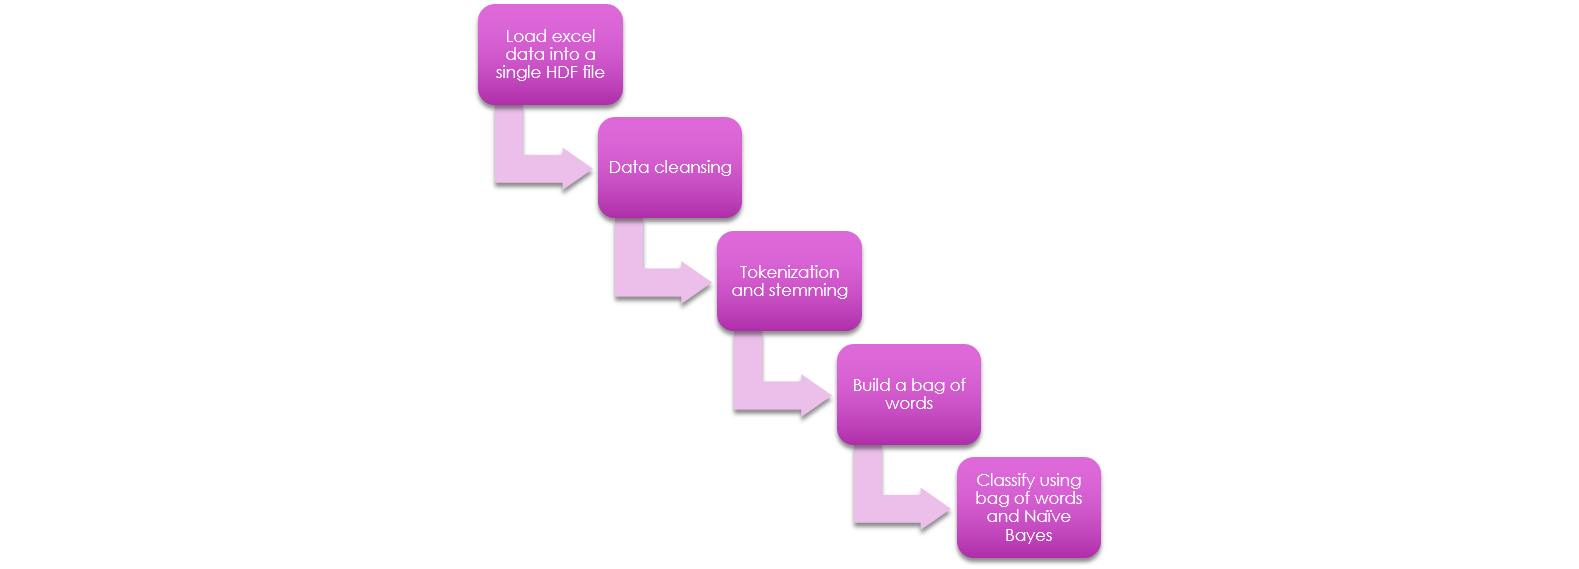 Load excel
data into a
single HDF file
Data cleansing
Tokenization
and stemming
Build a bag of
words
Classify using
bag of words
and Naïve
Bayes